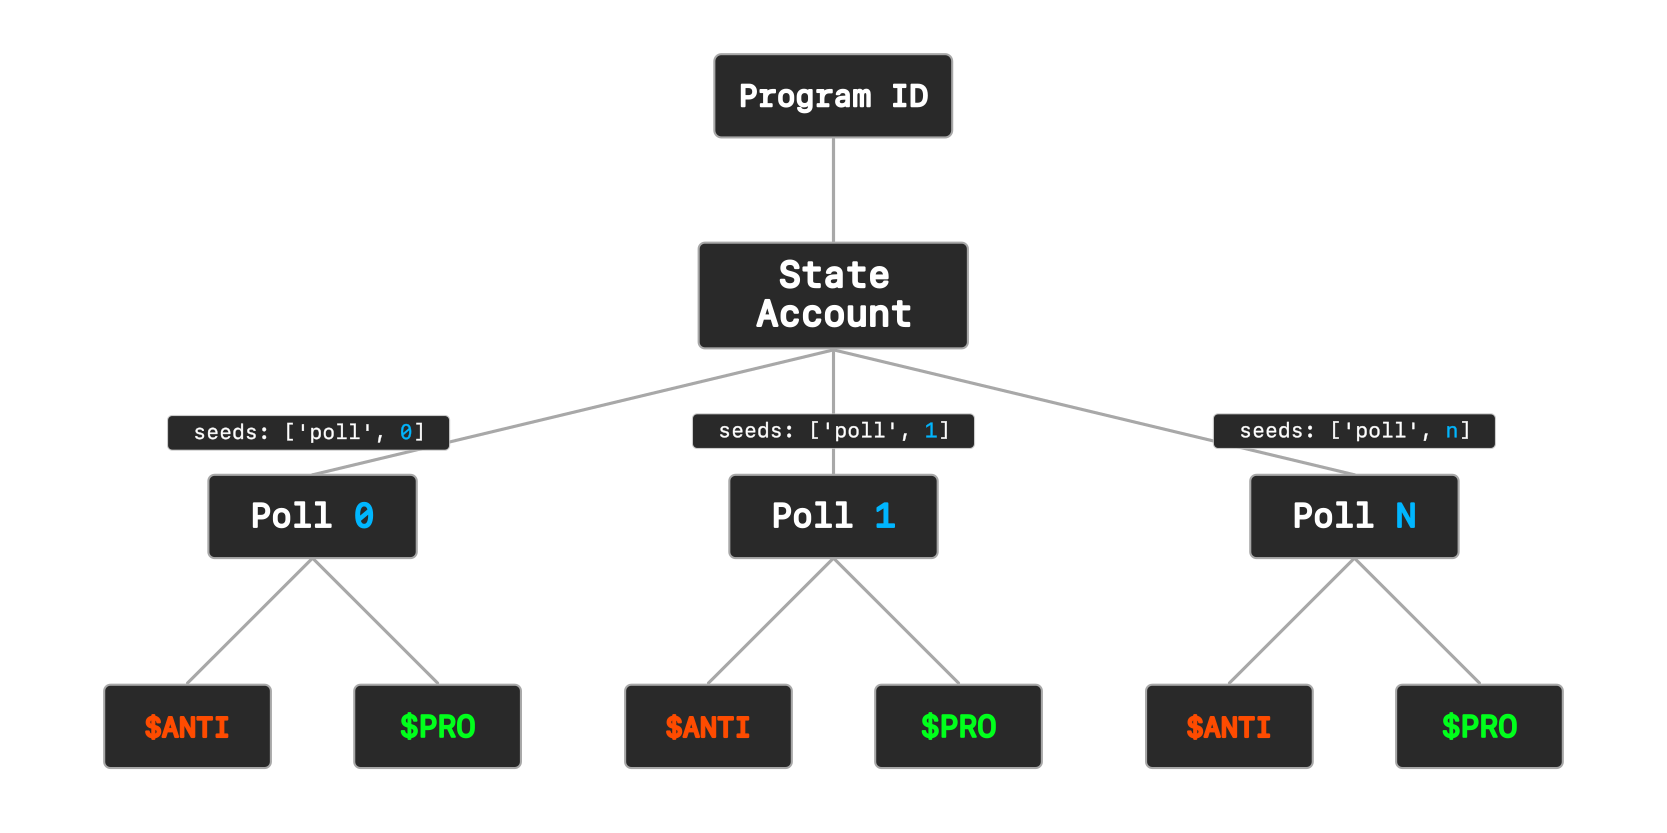 Program ID
State
Account
seeds: ['poll', 0]
seeds: ['poll', 1]
seeds: ['poll', n]
Poll 0
Poll 1
Poll N
$ANTI
$PRO
$ANTI
$PRO
$ANTI
$PRO